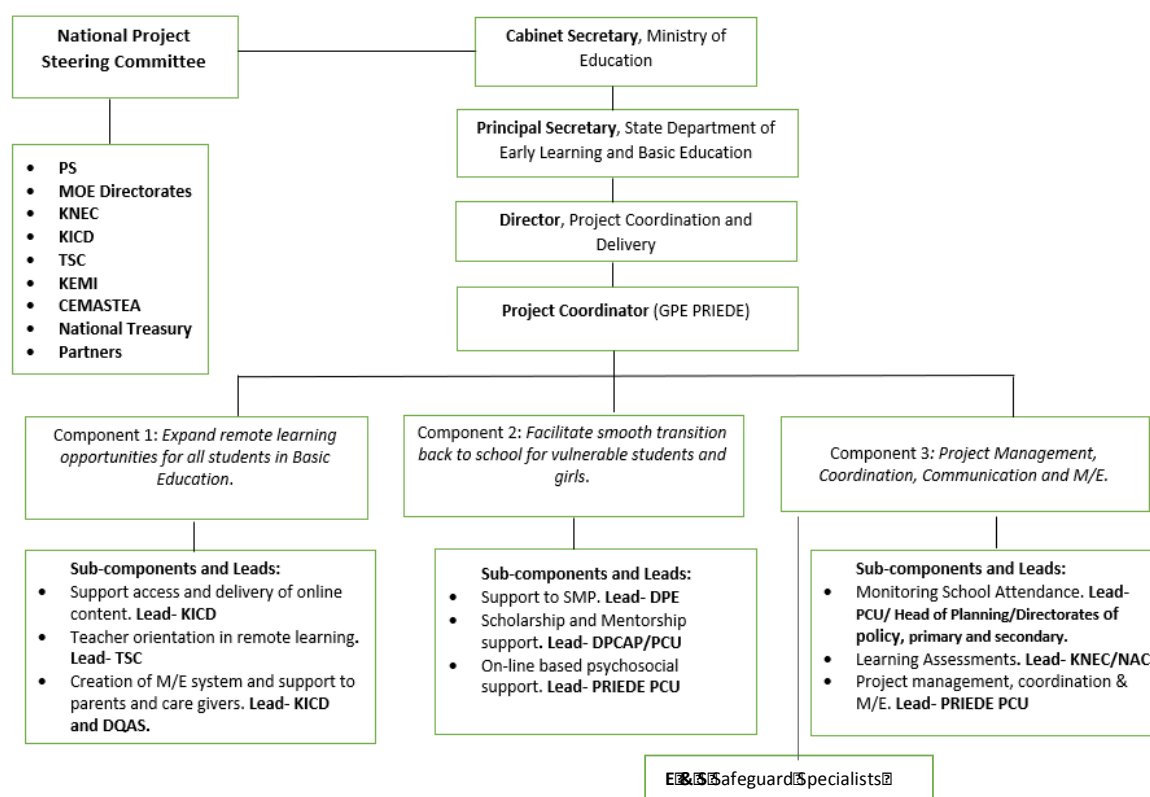 National Project
Steering Committee
Cabinet Secretary, Ministry of
Education
Principal Secretary, State Department of
Early Learning and Basic Education
• PS
• MOE Directorates
• KNEC
• KICD
• TSC
• KEMI
• CEMASTEA
• National Treasury
• Partners
Director, Project Coordination and
Delivery
Project Coordinator (GPE PRIEDE)
Component 1: Expand remote learning
opportunities for all students in Basic
Education.
Component 2: Facilitate smooth transition
back to school for vulnerable students and
girls.
Component 3: Project Management,
Coordination, Communication and M/E.
Sub-components and Leads:
• Support access and delivery of online
content. Lead- KICD
• Teacher orientation in remote learning.
Lead- TSC
• Creation of M/E system and support to
parents and care givers. Lead- KICD
and DQAS.
Sub-components and Leads:
• Support to SMP. Lead- DPE
• Scholarship and Mentorship
support. Lead- DPCAP/PCU
• On-line based psychosocial
support. Lead- PRIEDE PCU
Sub-components and Leads:
• Monitoring School Attendance. Lead-
PCU/ Head of Planning/Directorates of
policy, primary and secondary.
• Learning Assessments. Lead- KNEC/NAC
• Project management, coordination &
M/E. Lead- PRIEDE PCU
E & S Safeguard Specialists